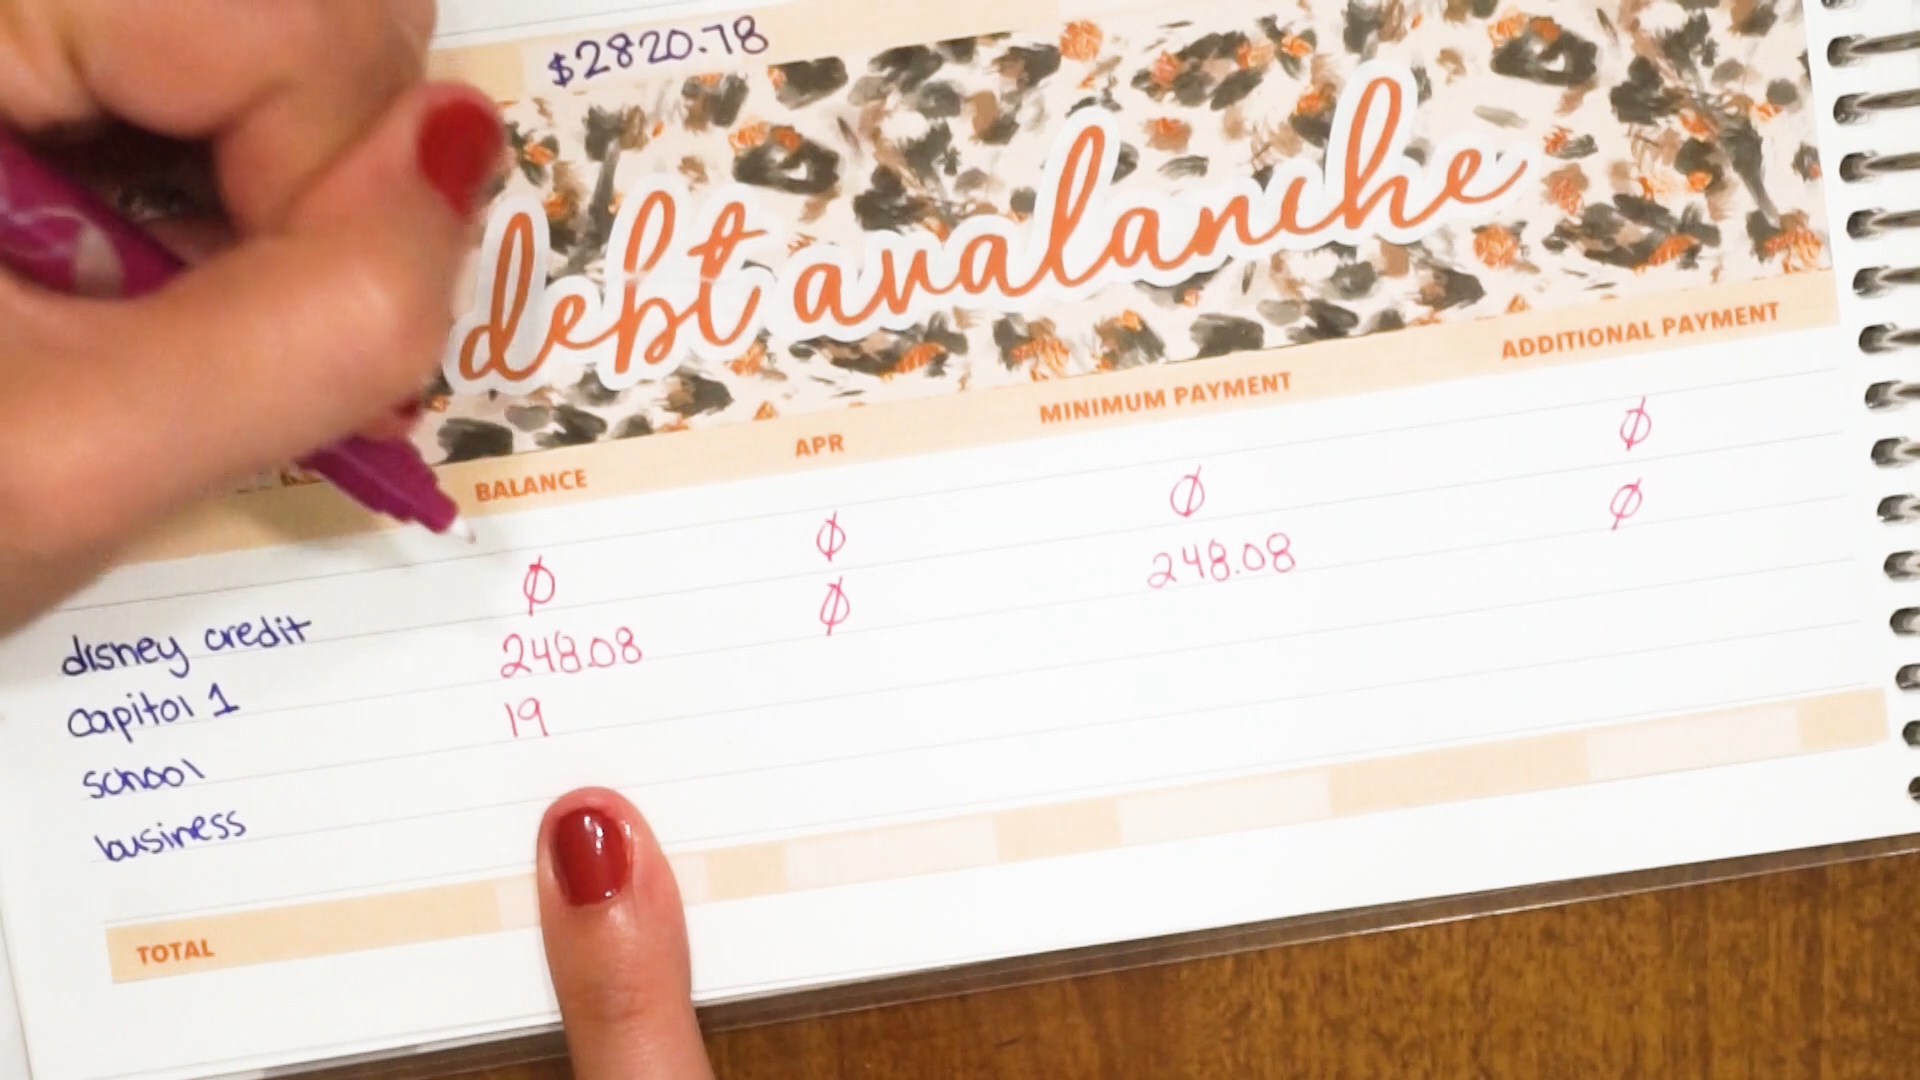 $2820.78
debt avalanche
BALANCE APR MINIMUM PAYMENT ADDITIONAL PAYMENT
disney credit Ø Ø Ø Ø
capitol 1 248.08 Ø 248.08 Ø
school 19
business
TOTAL